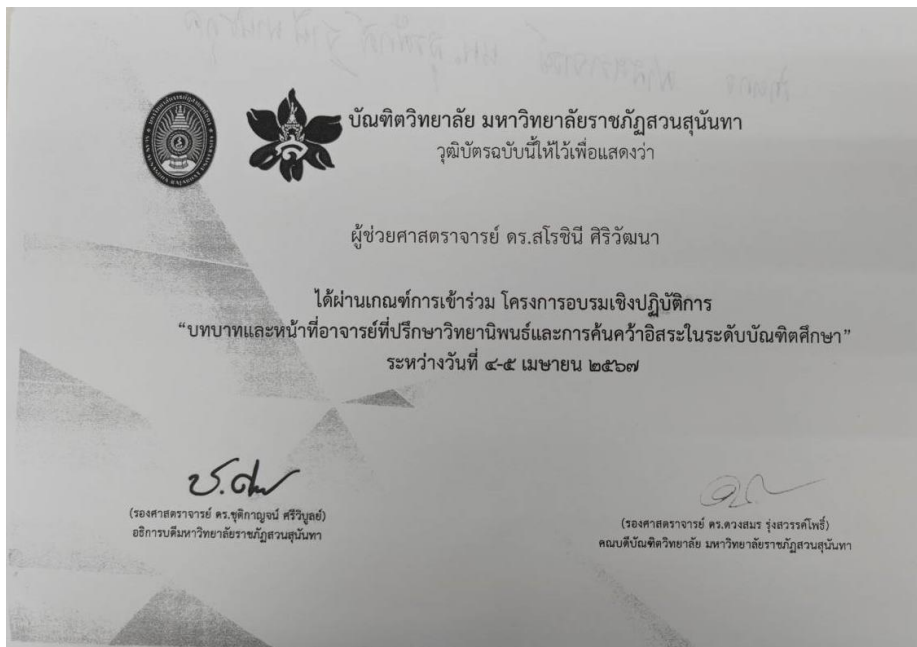 บัณฑิตวิทยาลัย มหาวิทยาลัยราชภัฏสวนสุนันทา
วุฒิบัตรฉบับนี้ให้ไว้เพื่อแสดงว่า
ผู้ช่วยศาสตราจารย์ ดร.สโรชินี ศิริวัฒนา
ได้ผ่านเกณฑ์การเข้าร่วม โครงการอบรมเชิงปฏิบัติการ
“บทบาทและหน้าที่อาจารย์ที่ปรึกษาวิทยานิพนธ์และการค้นคว้าอิสระในระดับบัณฑิตศึกษา”
ระหว่างวันที่ ๔-๕ เมษายน ๒๕๖๗
(รองศาสตราจารย์ ดร.ชุติกาญจน์ ศรีวิบูลย์)
อธิการบดีมหาวิทยาลัยราชภัฏสวนสุนันทา
(รองศาสตราจารย์ ดร.ดวงสมร รุ่งสวรรค์โพธิ์)
คณบดีบัณฑิตวิทยาลัย มหาวิทยาลัยราชภัฏสวนสุนันทา